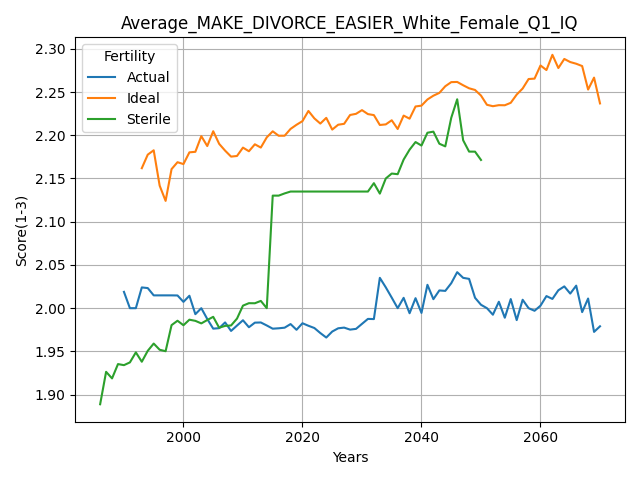 Average_MAKE_DIVORCE_EASIER_White_Female_Q1_IQ
Fertility
Actual
Ideal
Sterile
Score(1-3)
2.30
2.25
2.20
2.15
2.10
2.05
2.00
1.95
1.90
2000
2020
2040
2060
Years